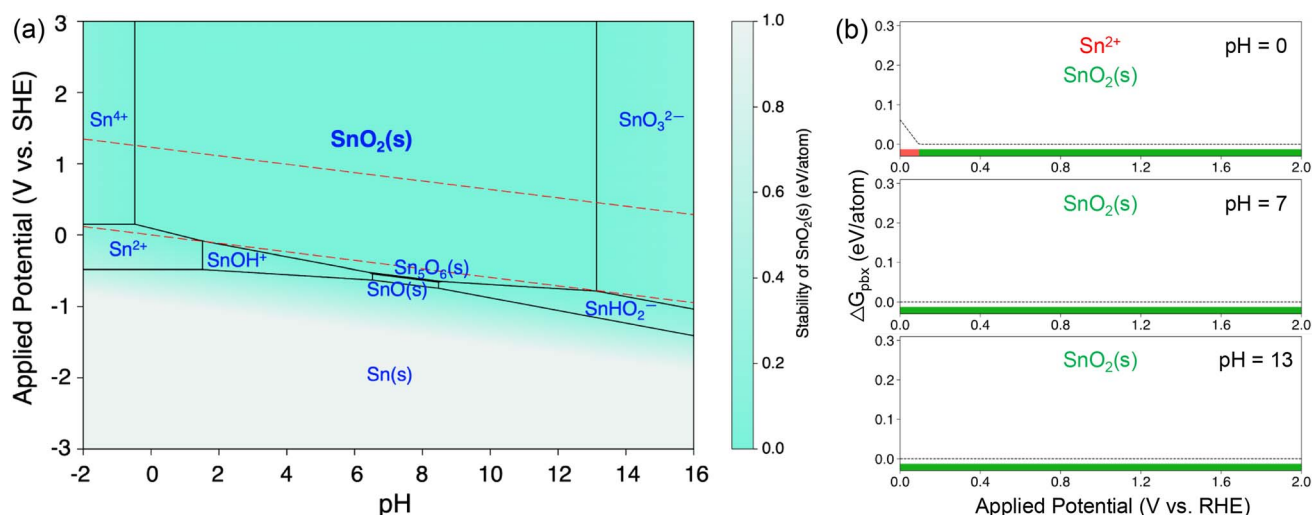 (a)
3
2
1
0
-1
-2
-3
Applied Potential (V vs. SHE)
Sn⁴⁺
SnO₂(s)
SnO₃²⁻
Sn²⁺
SnOH⁺
Sn₅O₆(s)
SnO(s)
SnHO₂⁻
Sn(s)
-2 0 2 4 6 8 10 12 14 16
pH
1.0
0.8
0.6
0.4
0.2
0.0
Stability of SnO₂(s) (eV/atom)
(b)
ΔG_pbx (eV/atom)
0.3
0.2
0.1
0.0
Sn²⁺
SnO₂(s)
pH = 0
0.0 0.4 0.8 1.2 1.6 2.0
0.3
0.2
0.1
0.0
SnO₂(s)
pH = 7
0.0 0.4 0.8 1.2 1.6 2.0
0.3
0.2
0.1
0.0
SnO₂(s)
pH = 13
0.0 0.4 0.8 1.2 1.6 2.0
Applied Potential (V vs. RHE)